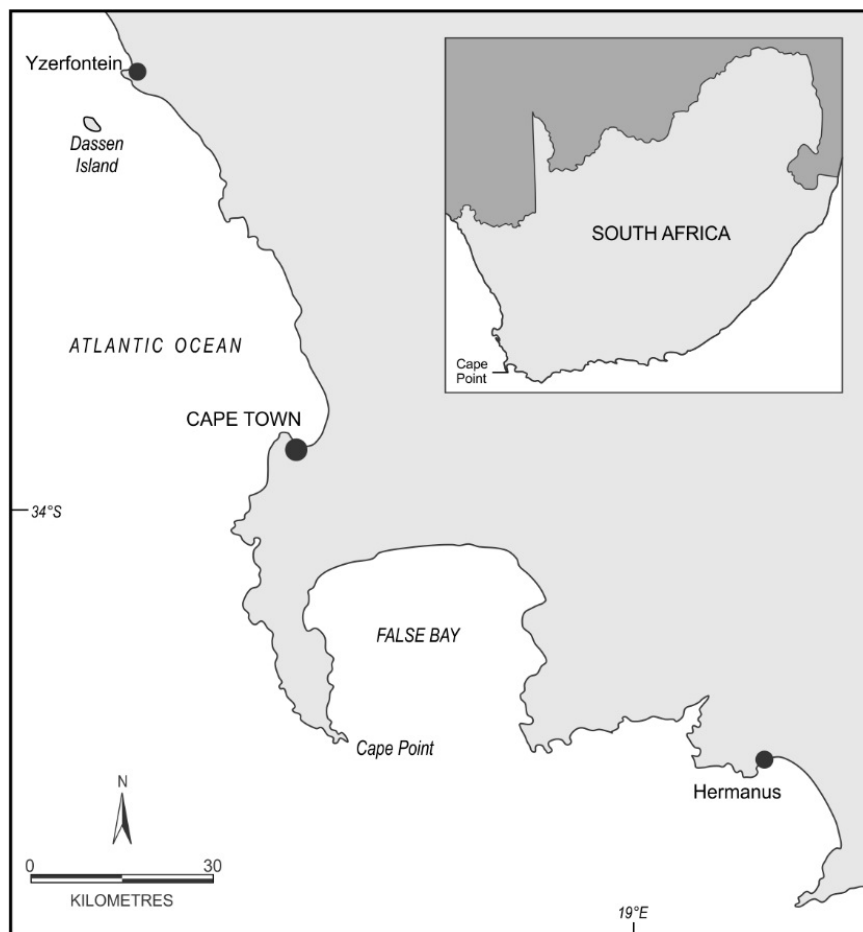 Yzerfontein
Dassen
Island
SOUTH AFRICA
Cape
Point
ATLANTIC OCEAN
CAPE TOWN
34°S
FALSE BAY
Cape Point
Hermanus
N
0 30
KILOMETRES
19°E